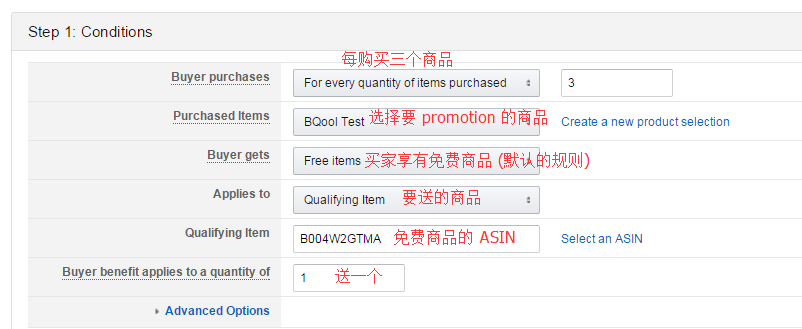 Step 1: Conditions
每购买三个商品
Buyer purchases For every quantity of items purchased 3
Purchased Items BQool Test 选择要 promotion 的商品 Create a new product selection
Buyer gets Free items 买家享有免费商品 (默认的规则)
Applies to Qualifying Item 要送的商品
Qualifying Item B004W2GTMA 免费商品的 ASIN Select an ASIN
Buyer benefit applies to a quantity of 1 送一个
Advanced Options